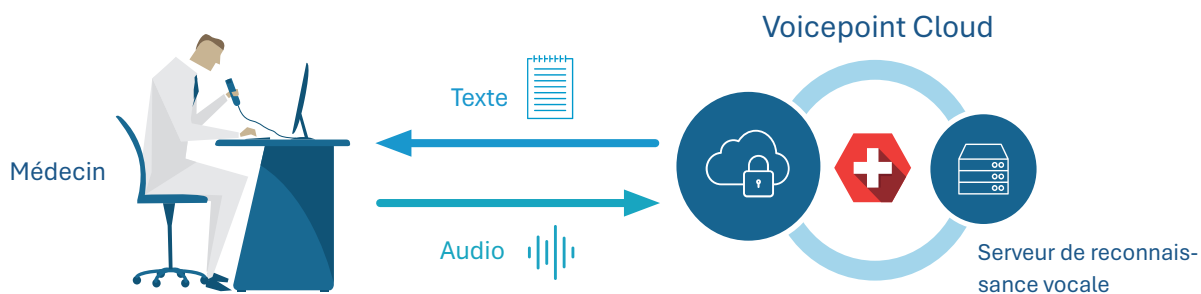 Voicepoint Cloud
Texte
Médecin
Audio
Serveur de reconnais-
sance vocale